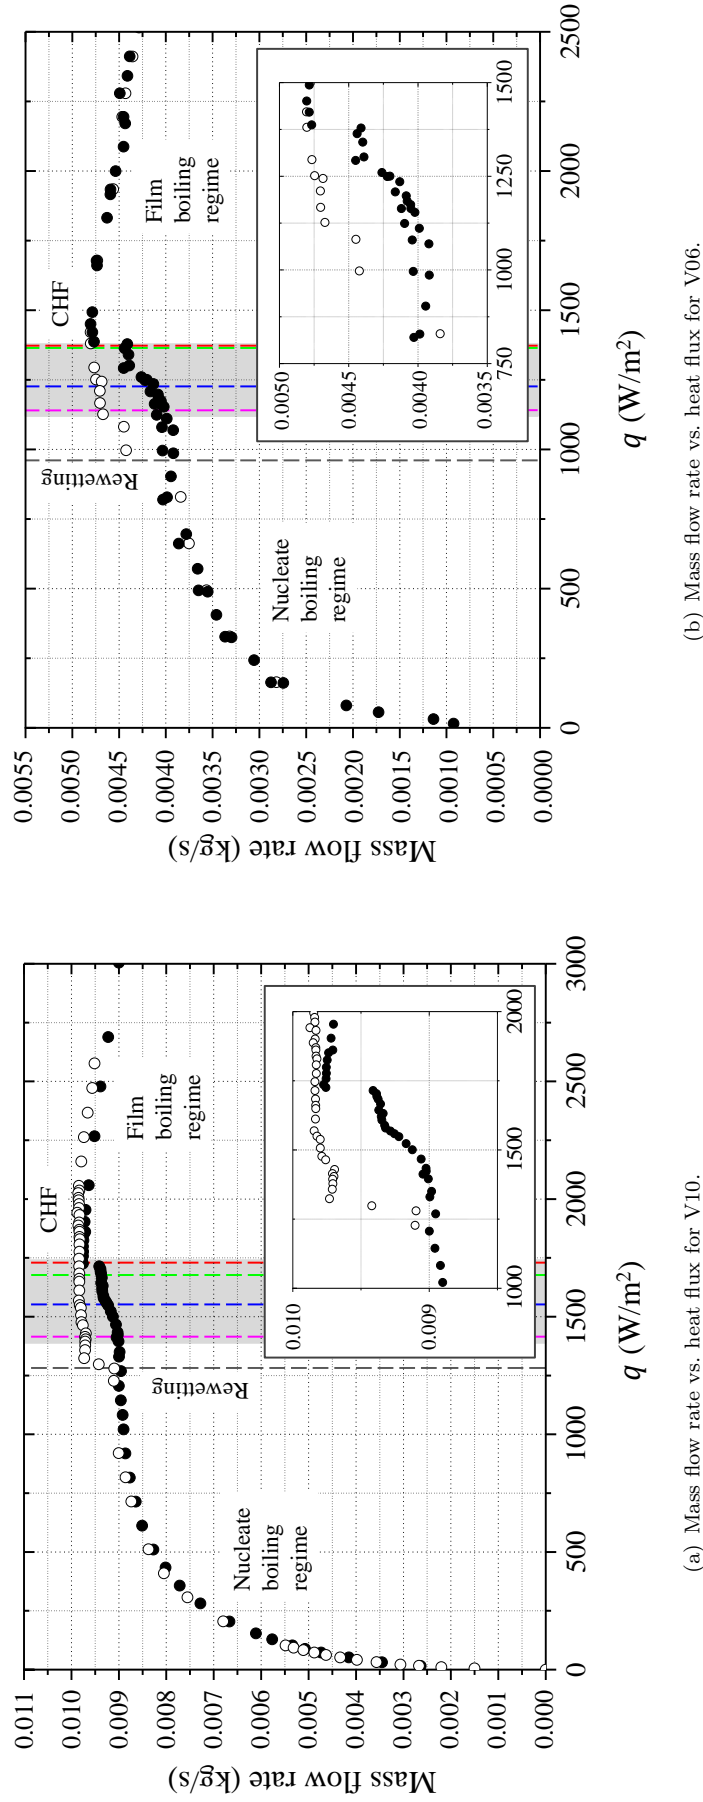 0.011
0.010
0.009
0.008
0.007
0.006
0.005
0.004
0.003
0.002
0.001
0.000
Mass flow rate (kg/s)
0
500
1000
1500
2000
2500
3000
q (W/m²)
Nucleate
boiling
regime
Rewetting
CHF
Film
boiling
regime
0.010
0.009
1000
1500
2000
(a) Mass flow rate vs. heat flux for V10.
0.0055
0.0050
0.0045
0.0040
0.0035
0.0030
0.0025
0.0020
0.0015
0.0010
0.0005
0.0000
Mass flow rate (kg/s)
0
500
1000
1500
2000
2500
q (W/m²)
Nucleate
boiling
regime
Rewetting
CHF
Film
boiling
regime
0.0050
0.0045
0.0040
0.0035
750
1000
1250
1500
(b) Mass flow rate vs. heat flux for V06.